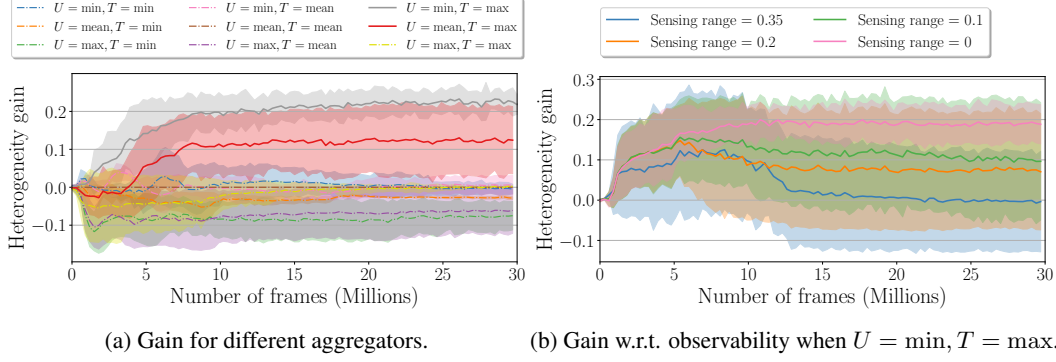 U = min, T = min
U = mean, T = min
U = max, T = min
U = min, T = mean
U = mean, T = mean
U = max, T = mean
U = min, T = max
U = mean, T = max
U = max, T = max
Heterogeneity gain
0.2
0.1
0.0
−0.1
0 5 10 15 20 25 30
Number of frames (Millions)
(a) Gain for different aggregators.
Sensing range = 0.35
Sensing range = 0.2
Sensing range = 0.1
Sensing range = 0
Heterogeneity gain
0.3
0.2
0.1
0.0
−0.1
0 5 10 15 20 25 30
Number of frames (Millions)
(b) Gain w.r.t. observability when U = min, T = max.